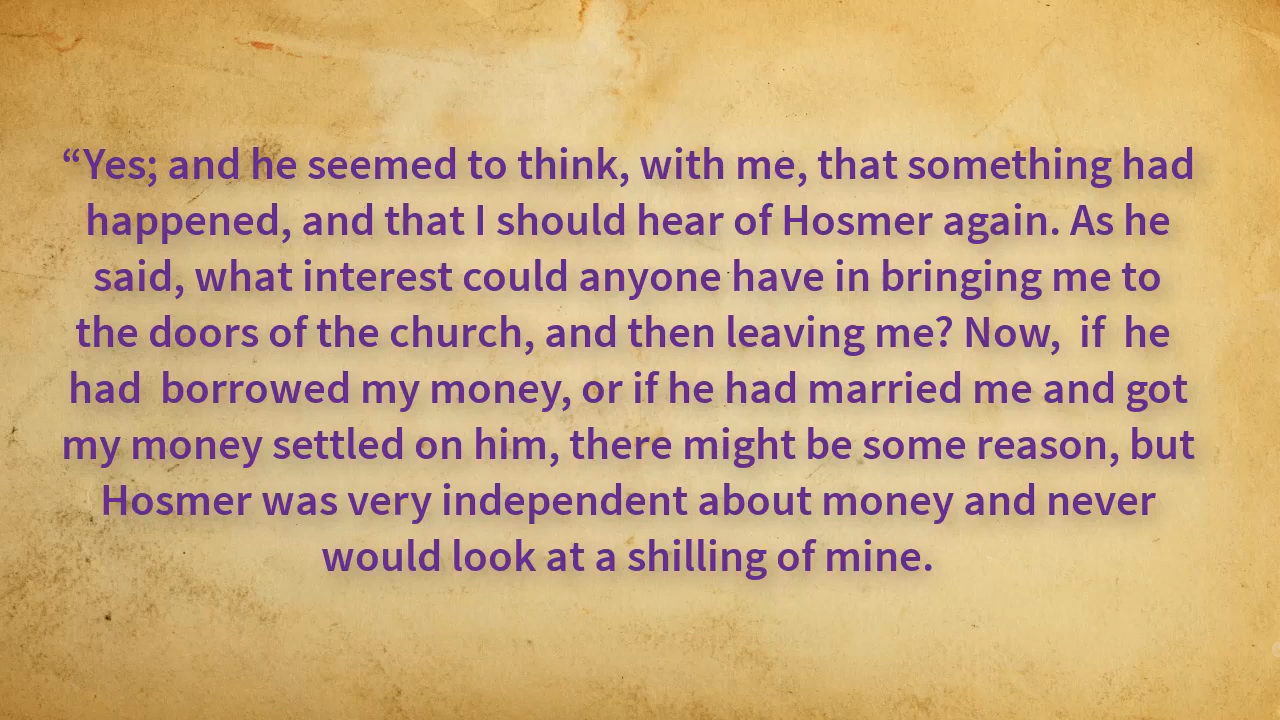 “Yes; and he seemed to think, with me, that something had
happened, and that I should hear of Hosmer again. As he
said, what interest could anyone have in bringing me to
the doors of the church, and then leaving me? Now,  if  he
had  borrowed my money, or if he had married me and got
my money settled on him, there might be some reason, but
Hosmer was very independent about money and never
would look at a shilling of mine.